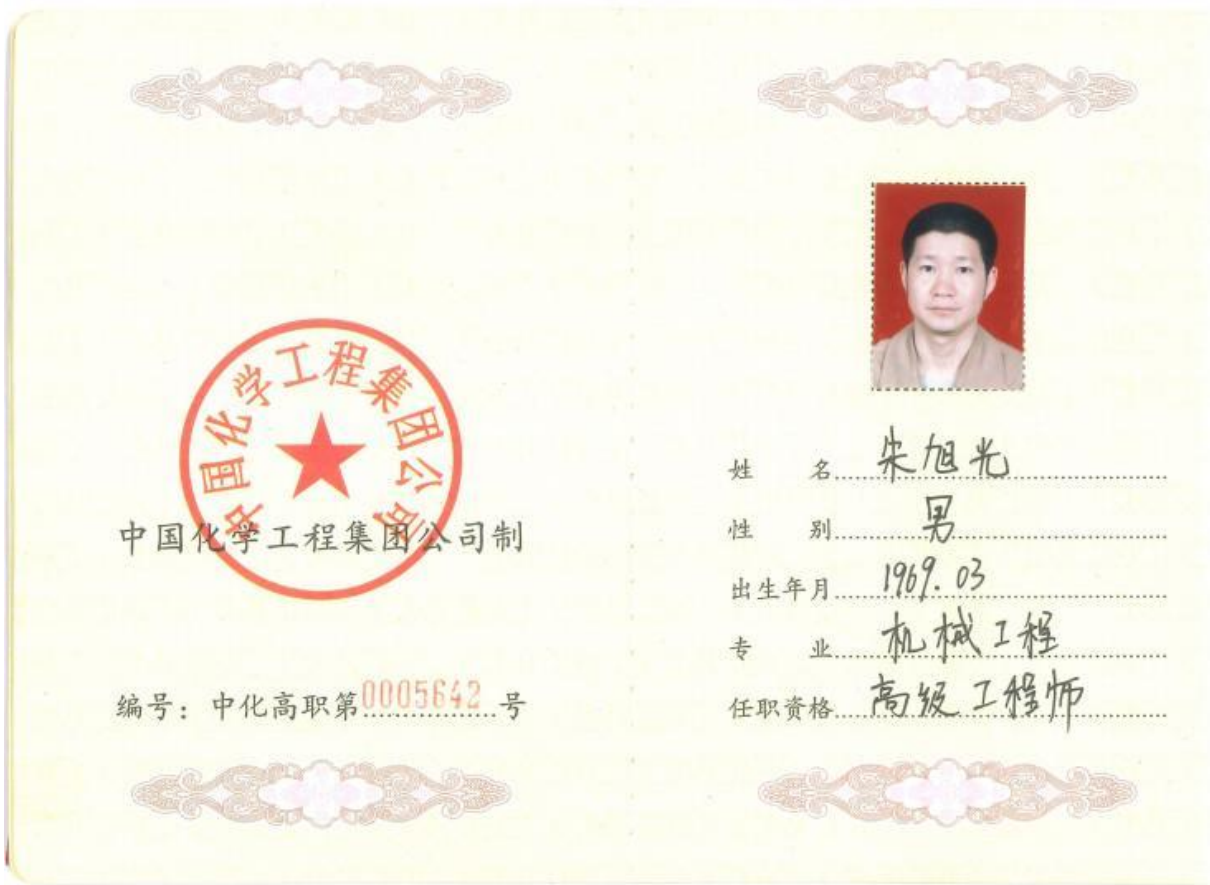 中国化学工程集团公司
中国化学工程集团公司制
编号：中化高职第0005642号
姓 名 朱旭光
性 别 男
出生年月 1969.03
专 业 机械工程
任职资格 高级工程师